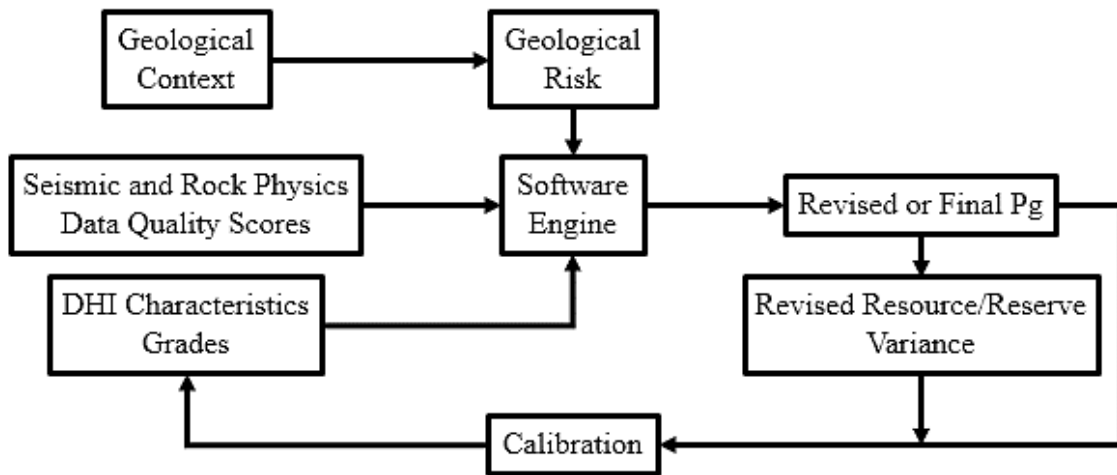 Geological
Context
Geological
Risk
Seismic and Rock Physics
Data Quality Scores
Software
Engine
Revised or Final Pg
DHI Characteristics
Grades
Revised Resource/Reserve
Variance
Calibration